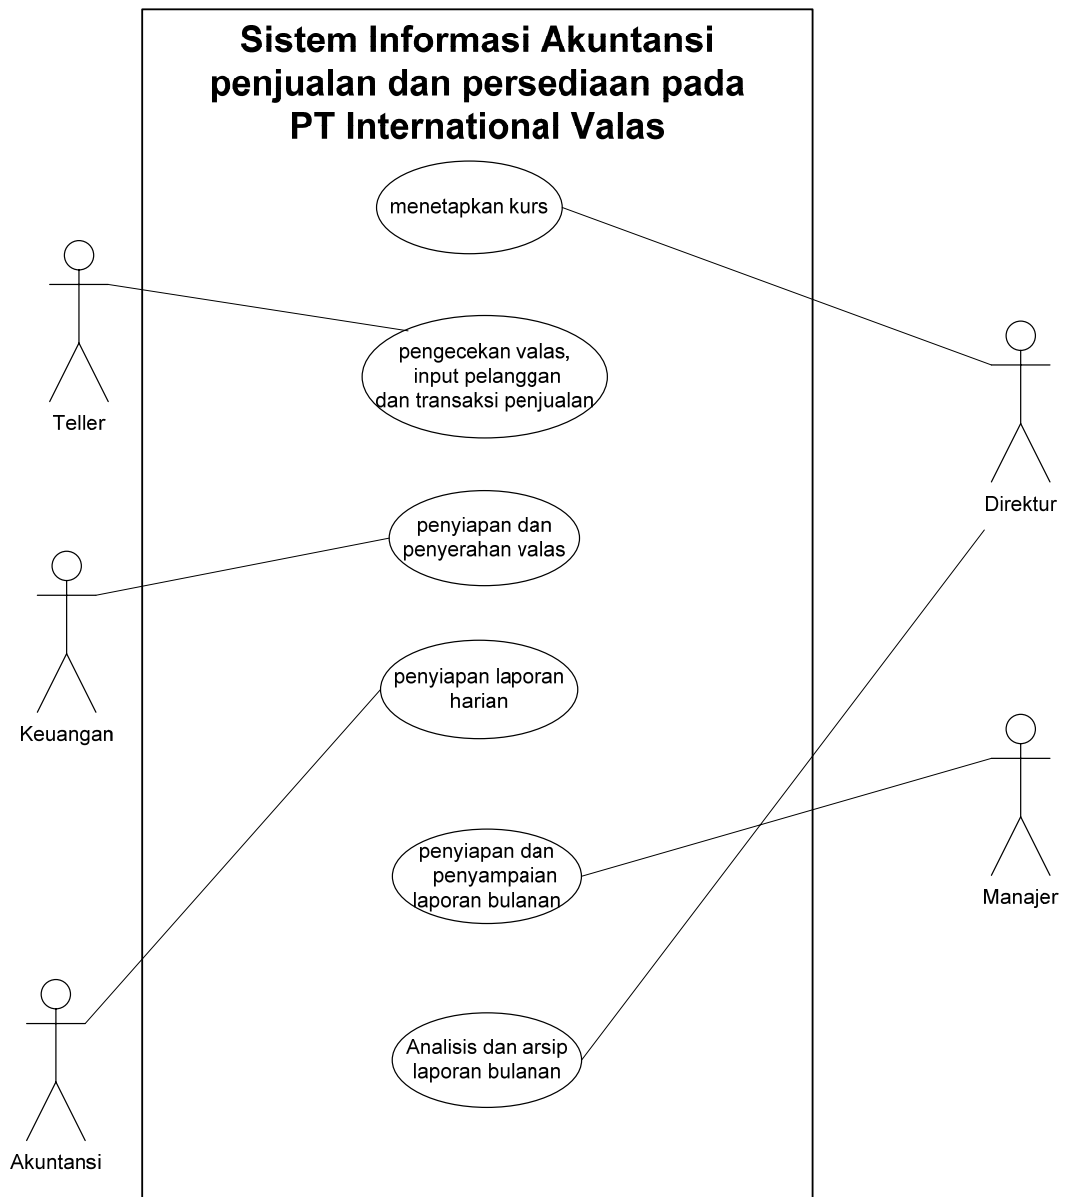 Sistem Informasi Akuntansi
penjualan dan persediaan pada
PT International Valas
menetapkan kurs
pengecekan valas,
input pelanggan
dan transaksi penjualan
Teller
Direktur
penyiapan dan
penyerahan valas
Keuangan
penyiapan laporan
harian
penyiapan dan
penyampaian
laporan bulanan
Manajer
Analisis dan arsip
laporan bulanan
Akuntansi